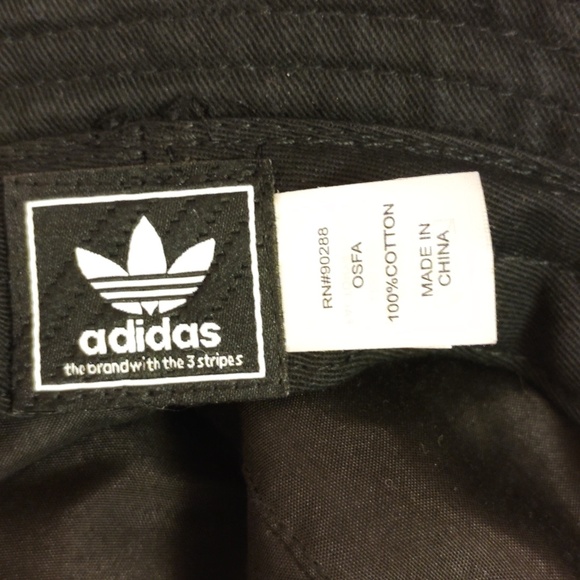 adidas
the brand with the 3 stripes
RN#90288
OSFA
100%COTTON
MADE IN
CHINA